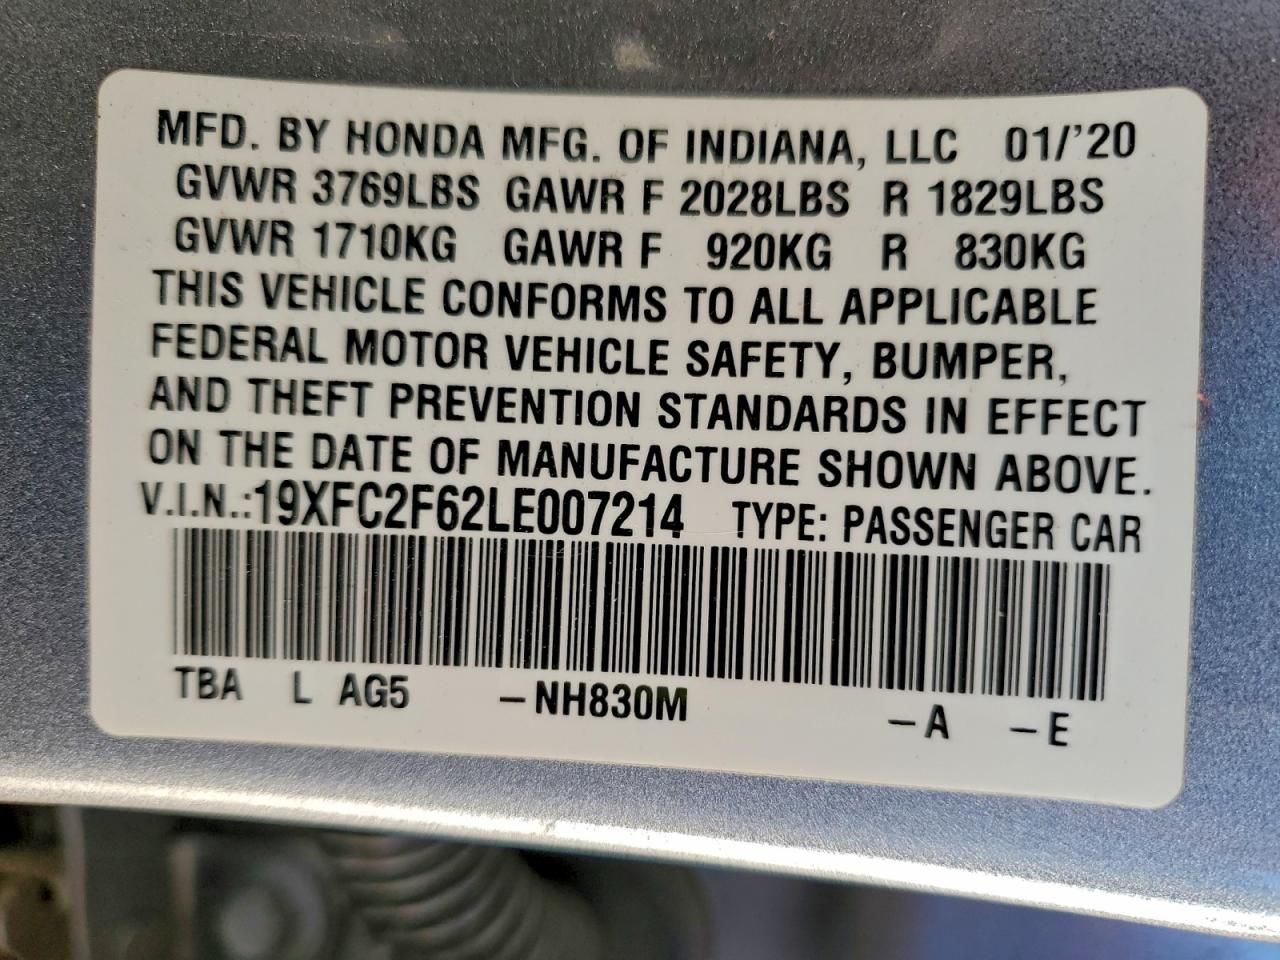 MFD. BY HONDA MFG. OF INDIANA, LLC 01/'20
GVWR 3769LBS GAWR F 2028LBS R 1829LBS
GVWR 1710KG GAWR F 920KG R 830KG
THIS VEHICLE CONFORMS TO ALL APPLICABLE
FEDERAL MOTOR VEHICLE SAFETY, BUMPER,
AND THEFT PREVENTION STANDARDS IN EFFECT
ON THE DATE OF MANUFACTURE SHOWN ABOVE.
V.I.N.:19XFC2F62LE007214 TYPE: PASSENGER CAR
TBA L AG5 –NH830M –A –E